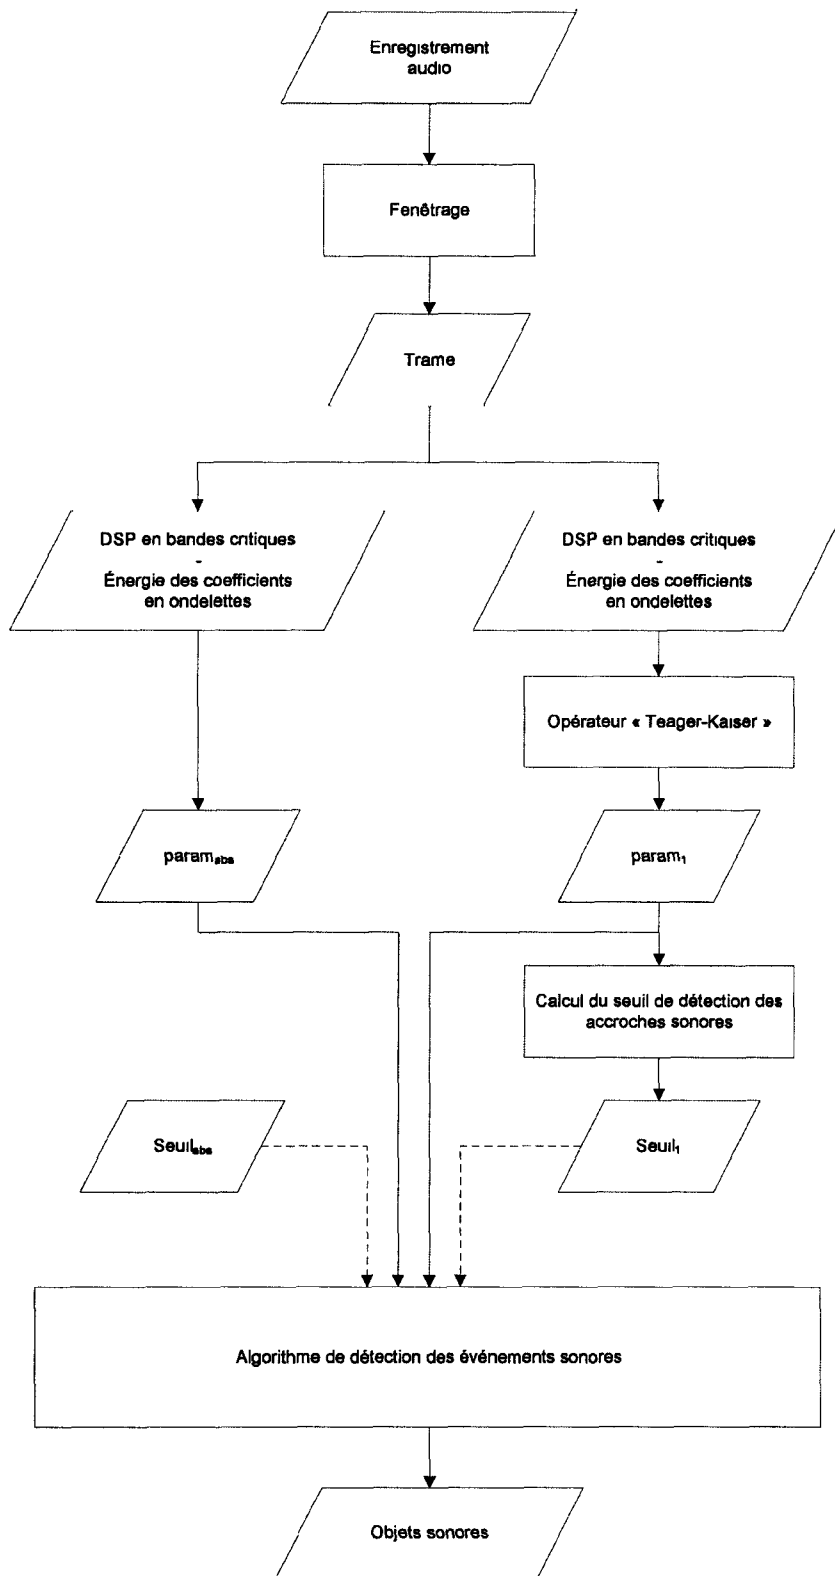 Enregistrement
audio
Fenêtrage
Trame
DSP en bandes critiques
-
Énergie des coefficients
en ondelettes
DSP en bandes critiques
-
Énergie des coefficients
en ondelettes
Opérateur « Teager-Kaiser »
param_abs
param₁
Calcul du seuil de détection des
accroches sonores
Seuil_abs
Seuil₁
Algorithme de détection des événements sonores
Objets sonores